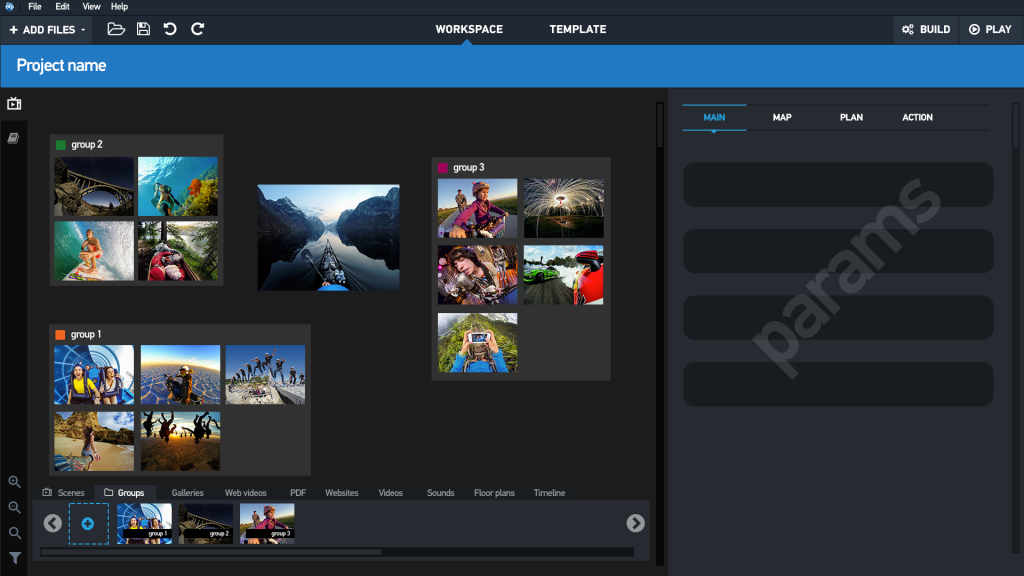 File Edit View Help
+ ADD FILES
WORKSPACE
TEMPLATE
BUILD
PLAY
Project name
MAIN
MAP
PLAN
ACTION
group 2
group 3
group 1
params
Scenes
Groups
Galleries
Web videos
PDF
Websites
Videos
Sounds
Floor plans
Timeline
group 1
group 2
group 3